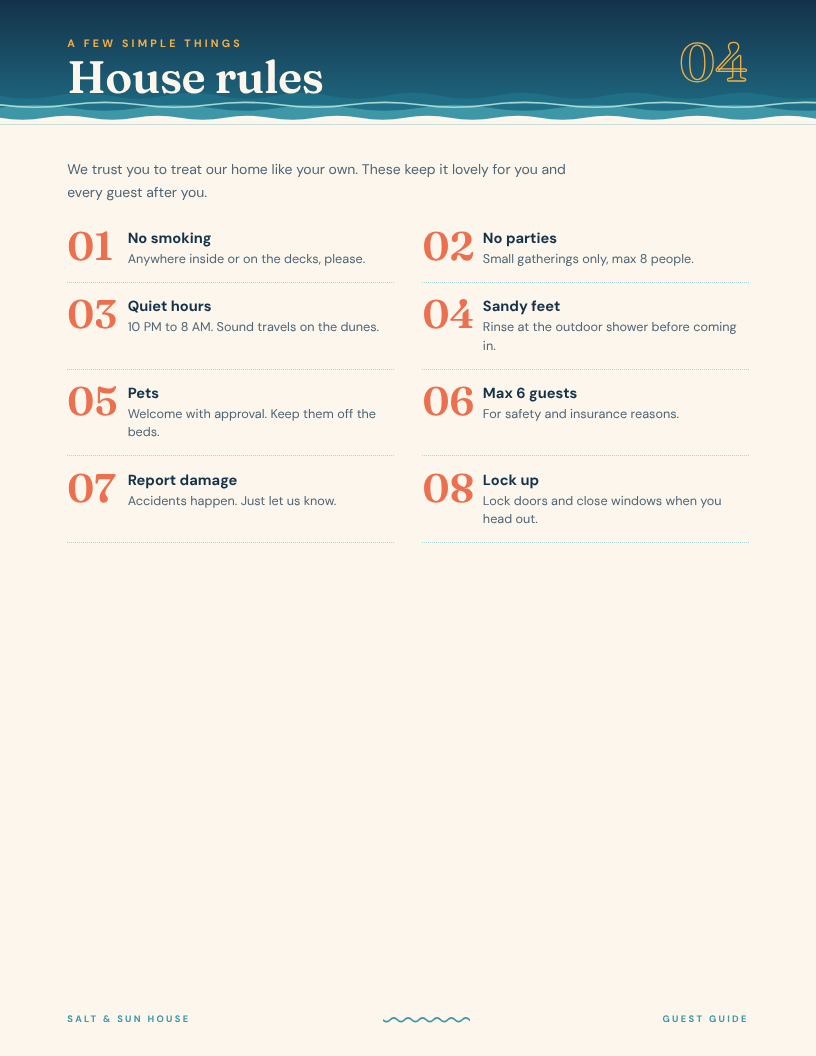 A FEW SIMPLE THINGS
House rules
04
We trust you to treat our home like your own. These keep it lovely for you and
every guest after you.
01
No smoking
Anywhere inside or on the decks, please.
02
No parties
Small gatherings only, max 8 people.
03
Quiet hours
10 PM to 8 AM. Sound travels on the dunes.
04
Sandy feet
Rinse at the outdoor shower before coming
in.
05
Pets
Welcome with approval. Keep them off the
beds.
06
Max 6 guests
For safety and insurance reasons.
07
Report damage
Accidents happen. Just let us know.
08
Lock up
Lock doors and close windows when you
head out.
SALT & SUN HOUSE
GUEST GUIDE